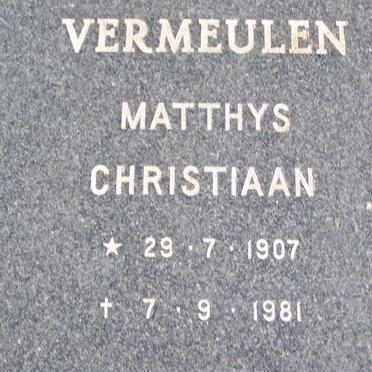 VERMEULEN
MATTHYS
CHRISTIAAN
★ 29 · 7 · 1907
† 7 · 9 · 1981